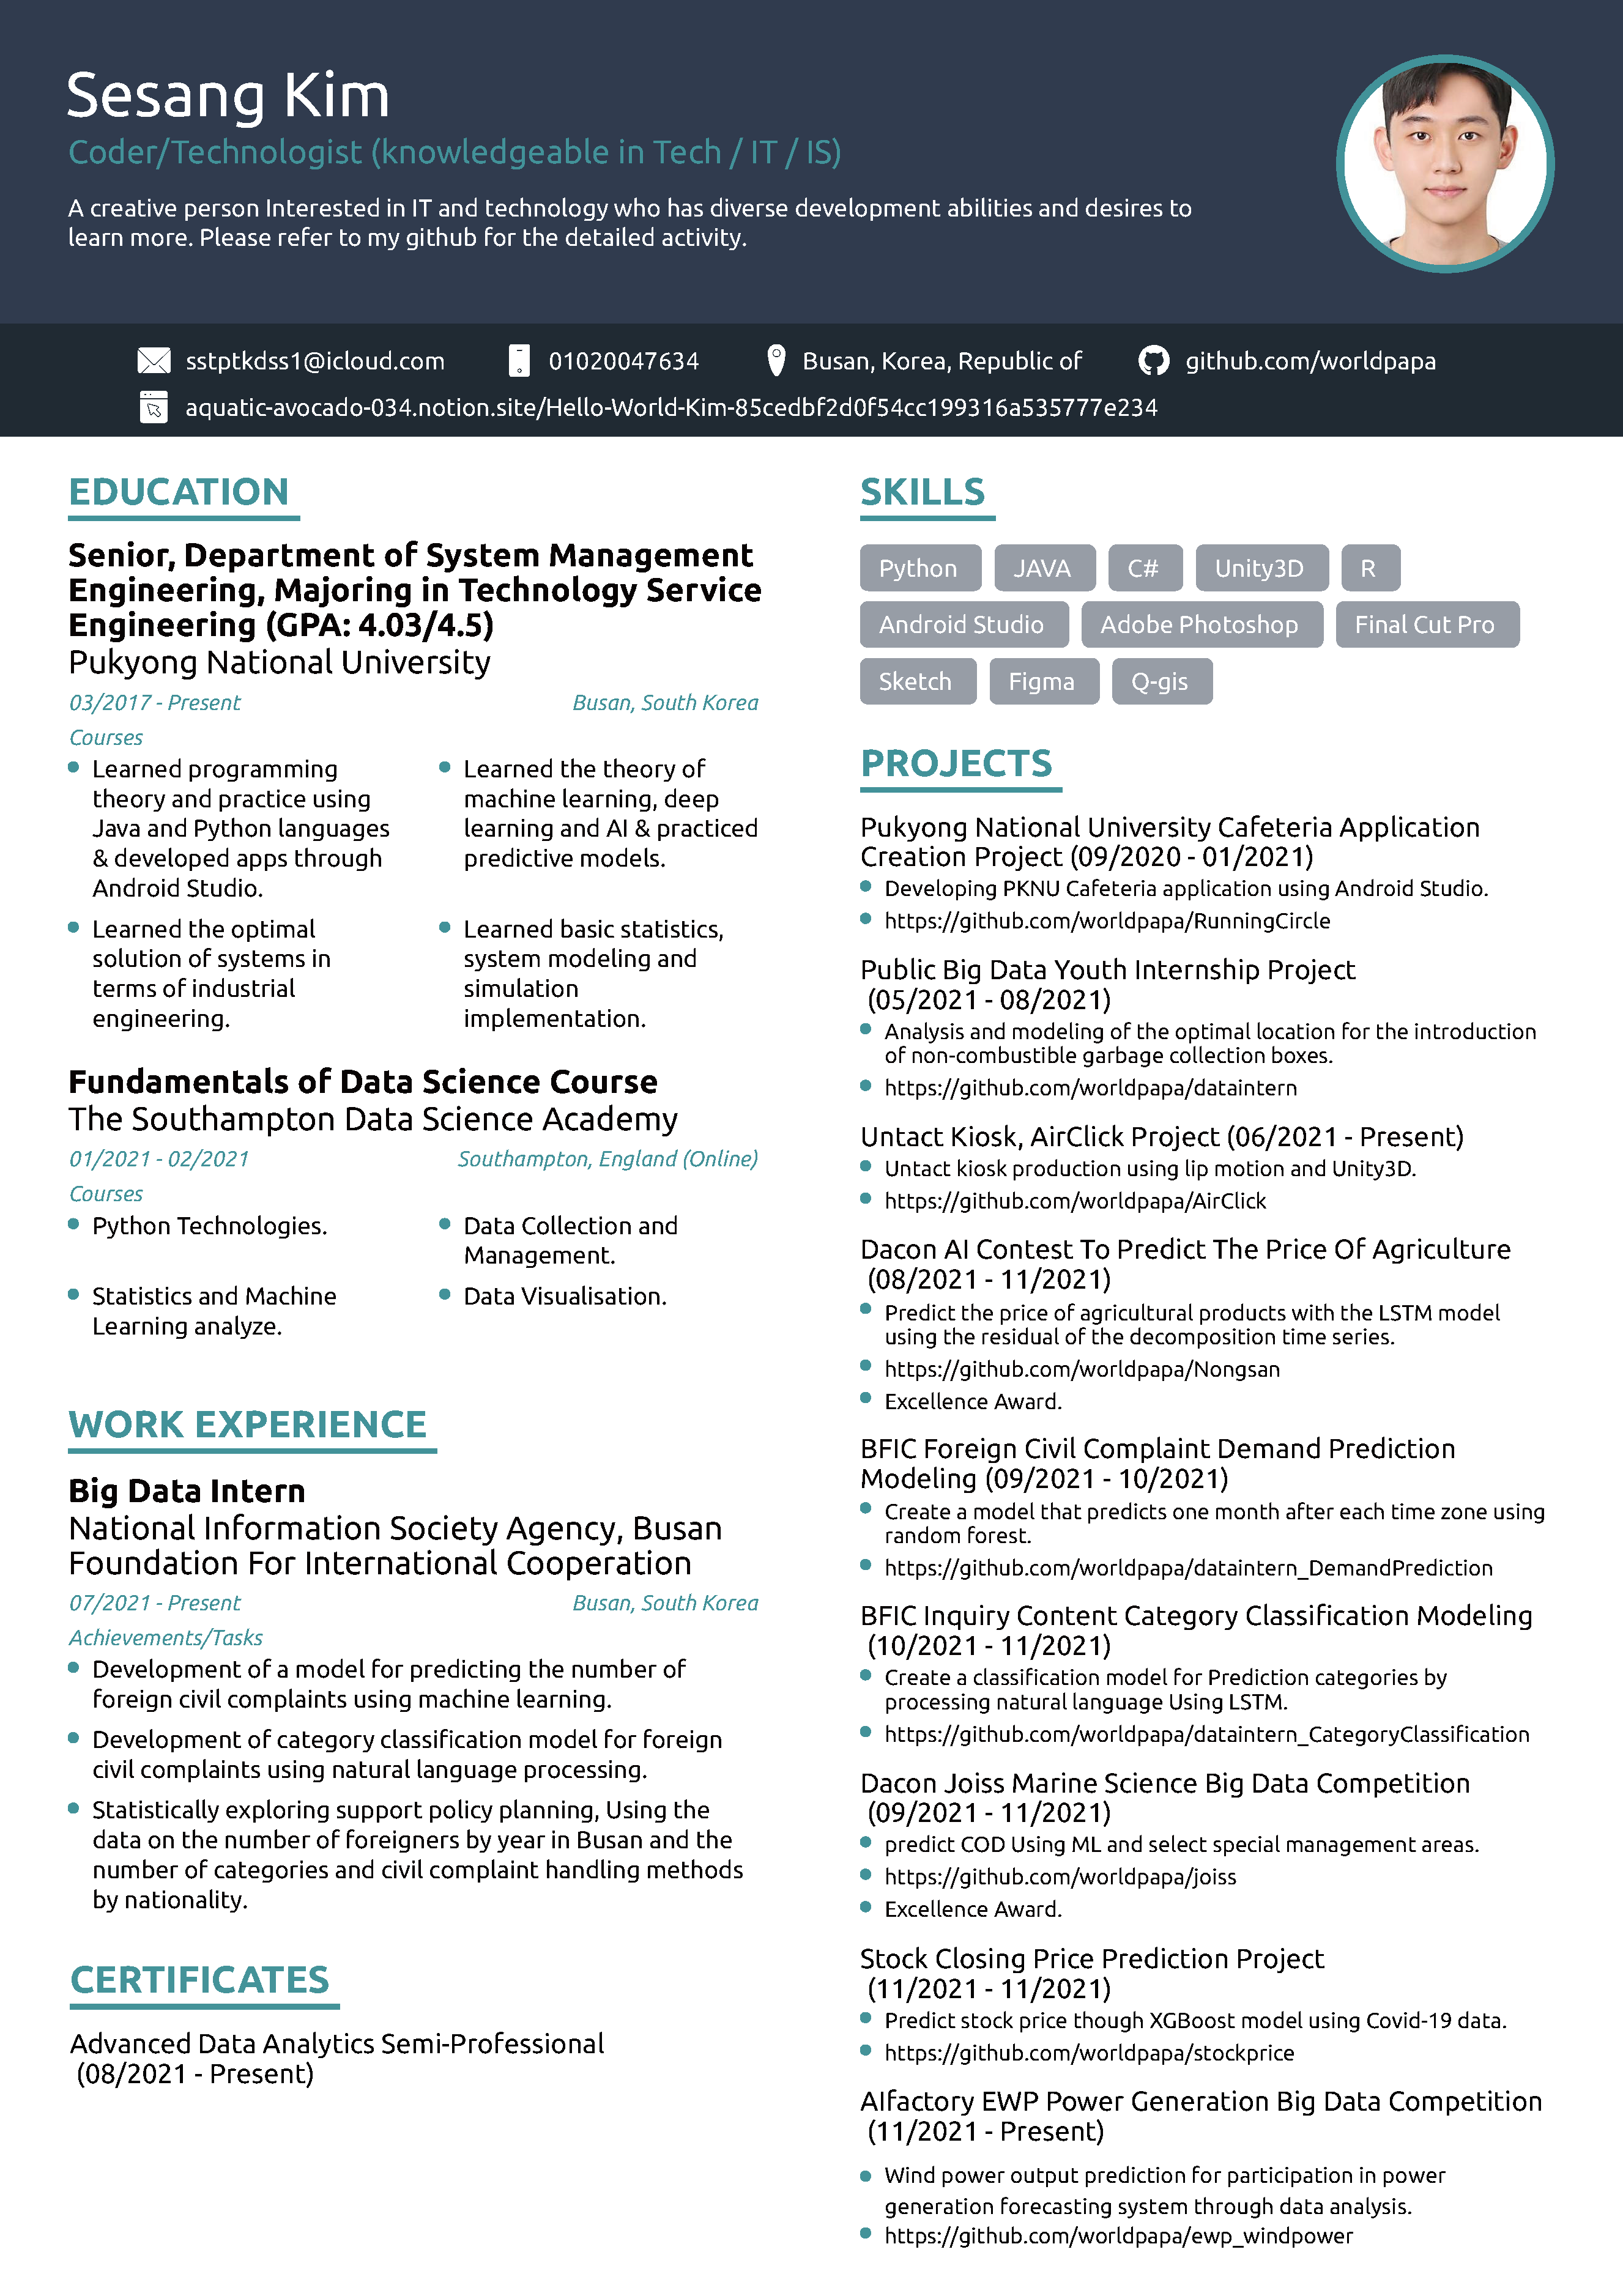 Sesang Kim
Coder/Technologist (knowledgeable in Tech / IT / IS)
A creative person Interested in IT and technology who has diverse development abilities and desires to
learn more. Please refer to my github for the detailed activity.
sstptkdss1@icloud.com
01020047634
Busan, Korea, Republic of
github.com/worldpapa
aquatic-avocado-034.notion.site/Hello-World-Kim-85cedbf2d0f54cc199316a535777e234
EDUCATION
Senior, Department of System Management
Engineering, Majoring in Technology Service
Engineering (GPA: 4.03/4.5)
Pukyong National University
03/2017 - Present
Busan, South Korea
Courses
Learned programming
theory and practice using
Java and Python languages
& developed apps through
Android Studio.
Learned the theory of
machine learning, deep
learning and AI & practiced
predictive models.
Learned the optimal
solution of systems in
terms of industrial
engineering.
Learned basic statistics,
system modeling and
simulation
implementation.
Fundamentals of Data Science Course
The Southampton Data Science Academy
01/2021 - 02/2021
Southampton, England (Online)
Courses
Python Technologies.
Data Collection and
Management.
Statistics and Machine
Learning analyze.
Data Visualisation.
WORK EXPERIENCE
Big Data Intern
National Information Society Agency, Busan
Foundation For International Cooperation
07/2021 - Present
Busan, South Korea
Achievements/Tasks
Development of a model for predicting the number of
foreign civil complaints using machine learning.
Development of category classification model for foreign
civil complaints using natural language processing.
Statistically exploring support policy planning, Using the
data on the number of foreigners by year in Busan and the
number of categories and civil complaint handling methods
by nationality.
CERTIFICATES
Advanced Data Analytics Semi-Professional
(08/2021 - Present)
SKILLS
Python
JAVA
C#
Unity3D
R
Android Studio
Adobe Photoshop
Final Cut Pro
Sketch
Figma
Q-gis
PROJECTS
Pukyong National University Cafeteria Application
Creation Project (09/2020 - 01/2021)
Developing PKNU Cafeteria application using Android Studio.
https://github.com/worldpapa/RunningCircle
Public Big Data Youth Internship Project
(05/2021 - 08/2021)
Analysis and modeling of the optimal location for the introduction
of non-combustible garbage collection boxes.
https://github.com/worldpapa/dataintern
Untact Kiosk, AirClick Project (06/2021 - Present)
Untact kiosk production using lip motion and Unity3D.
https://github.com/worldpapa/AirClick
Dacon AI Contest To Predict The Price Of Agriculture
(08/2021 - 11/2021)
Predict the price of agricultural products with the LSTM model
using the residual of the decomposition time series.
https://github.com/worldpapa/Nongsan
Excellence Award.
BFIC Foreign Civil Complaint Demand Prediction
Modeling (09/2021 - 10/2021)
Create a model that predicts one month after each time zone using
random forest.
https://github.com/worldpapa/dataintern_DemandPrediction
BFIC Inquiry Content Category Classification Modeling
(10/2021 - 11/2021)
Create a classification model for Prediction categories by
processing natural language Using LSTM.
https://github.com/worldpapa/dataintern_CategoryClassification
Dacon Joiss Marine Science Big Data Competition
(09/2021 - 11/2021)
predict COD Using ML and select special management areas.
https://github.com/worldpapa/joiss
Excellence Award.
Stock Closing Price Prediction Project
(11/2021 - 11/2021)
Predict stock price though XGBoost model using Covid-19 data.
https://github.com/worldpapa/stockprice
AIfactory EWP Power Generation Big Data Competition
(11/2021 - Present)
Wind power output prediction for participation in power
generation forecasting system through data analysis.
https://github.com/worldpapa/ewp_windpower